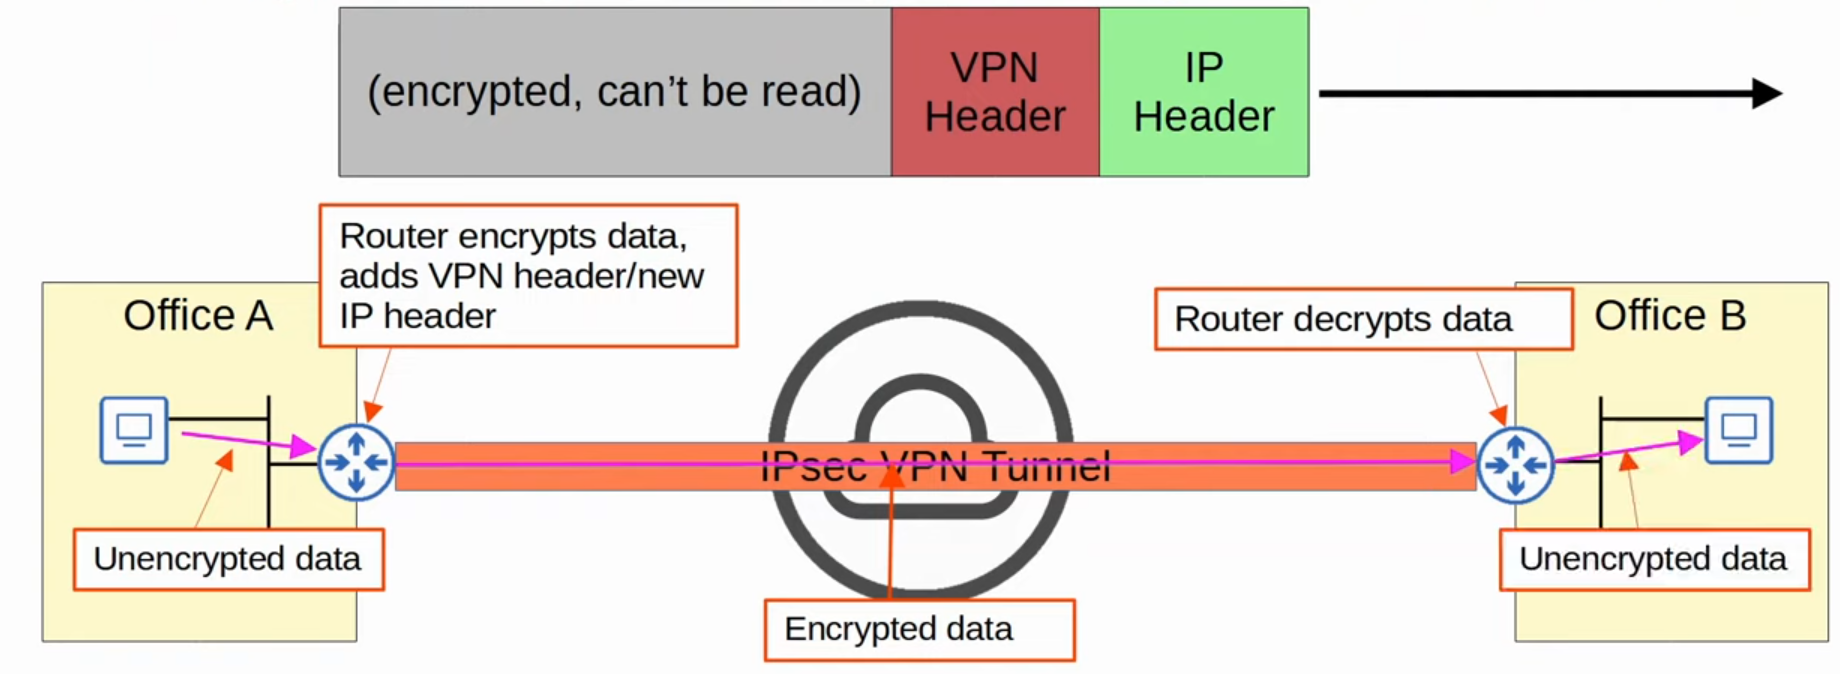 (encrypted, can't be read)
VPN
Header
IP
Header
Router encrypts data,
adds VPN header/new
IP header
Office A
Router decrypts data
Office B
IPsec VPN Tunnel
Unencrypted data
Unencrypted data
Encrypted data